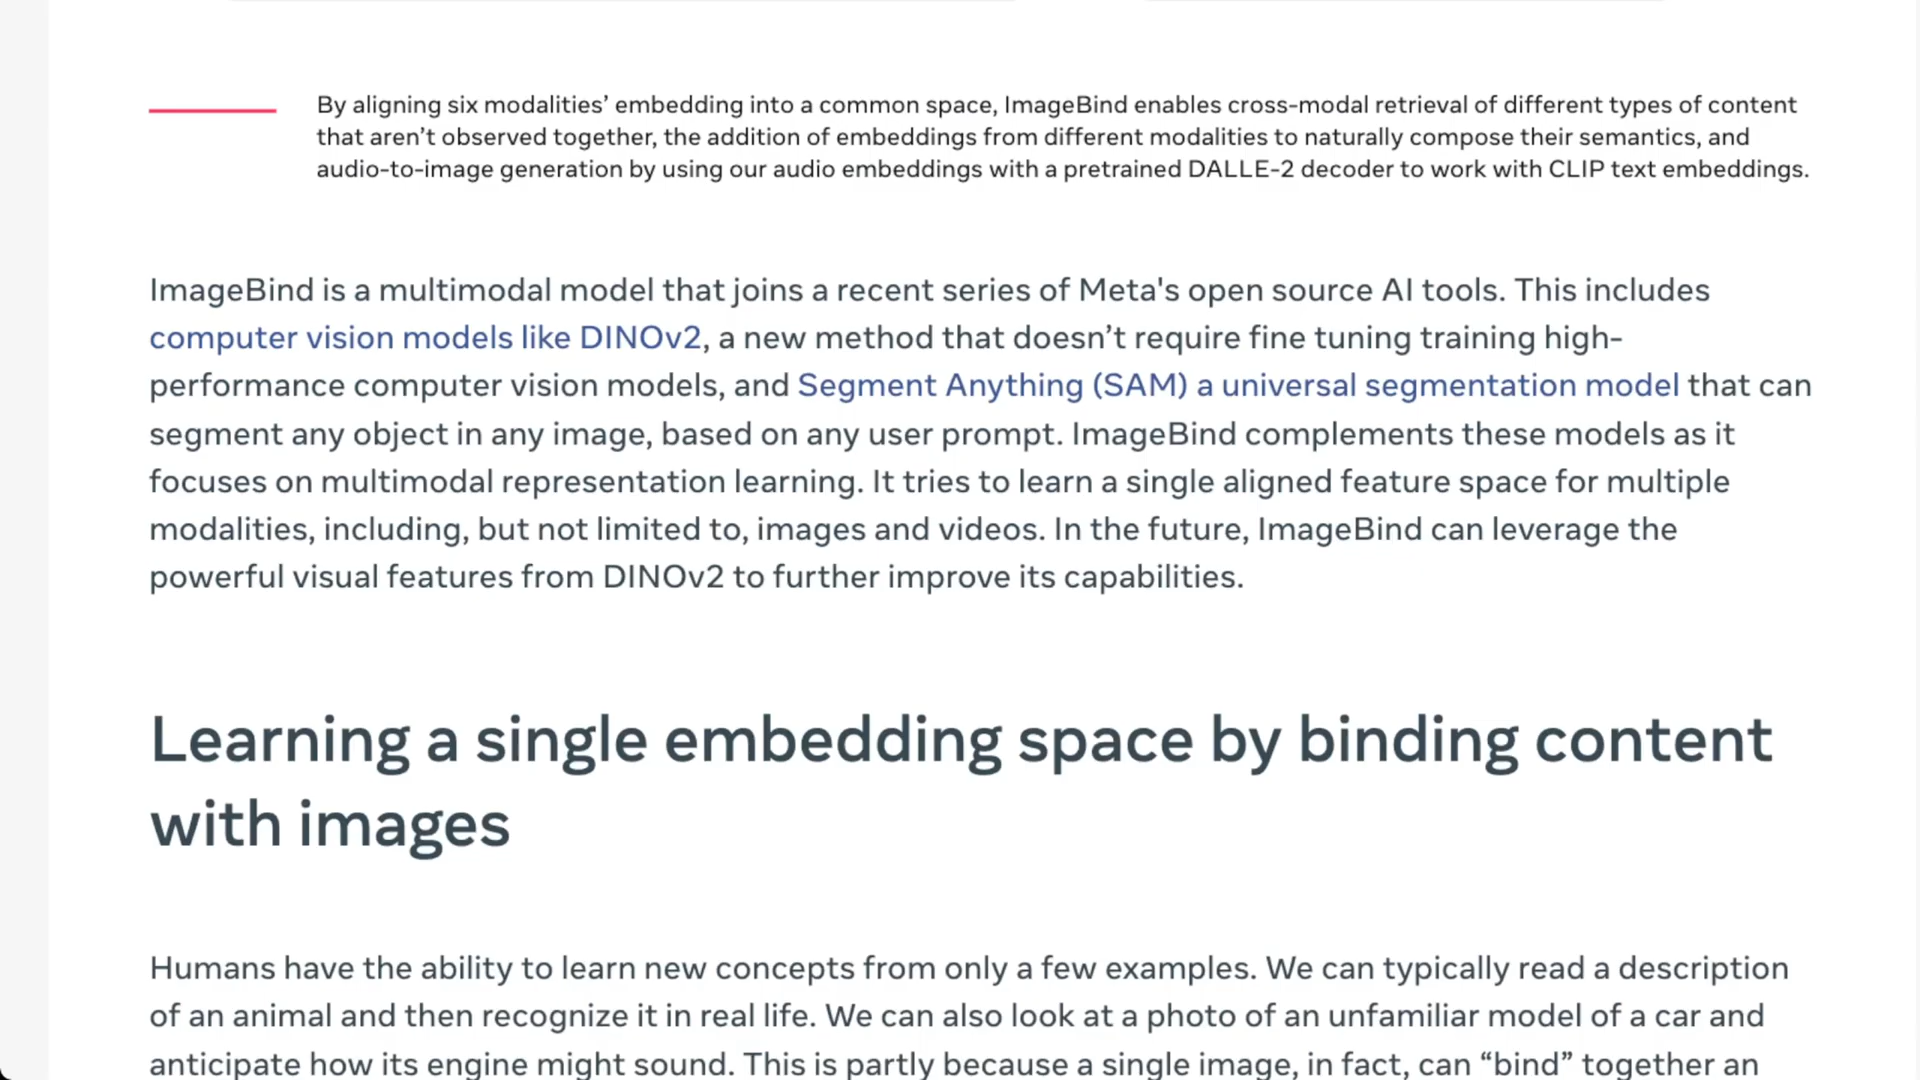 By aligning six modalities’ embedding into a common space, ImageBind enables cross-modal retrieval of different types of content
that aren’t observed together, the addition of embeddings from different modalities to naturally compose their semantics, and
audio-to-image generation by using our audio embeddings with a pretrained DALLE-2 decoder to work with CLIP text embeddings.
ImageBind is a multimodal model that joins a recent series of Meta's open source AI tools. This includes
computer vision models like DINOv2, a new method that doesn’t require fine tuning training high-
performance computer vision models, and Segment Anything (SAM) a universal segmentation model that can
segment any object in any image, based on any user prompt. ImageBind complements these models as it
focuses on multimodal representation learning. It tries to learn a single aligned feature space for multiple
modalities, including, but not limited to, images and videos. In the future, ImageBind can leverage the
powerful visual features from DINOv2 to further improve its capabilities.
Learning a single embedding space by binding content
with images
Humans have the ability to learn new concepts from only a few examples. We can typically read a description
of an animal and then recognize it in real life. We can also look at a photo of an unfamiliar model of a car and
anticipate how its engine might sound. This is partly because a single image, in fact, can “bind” together an